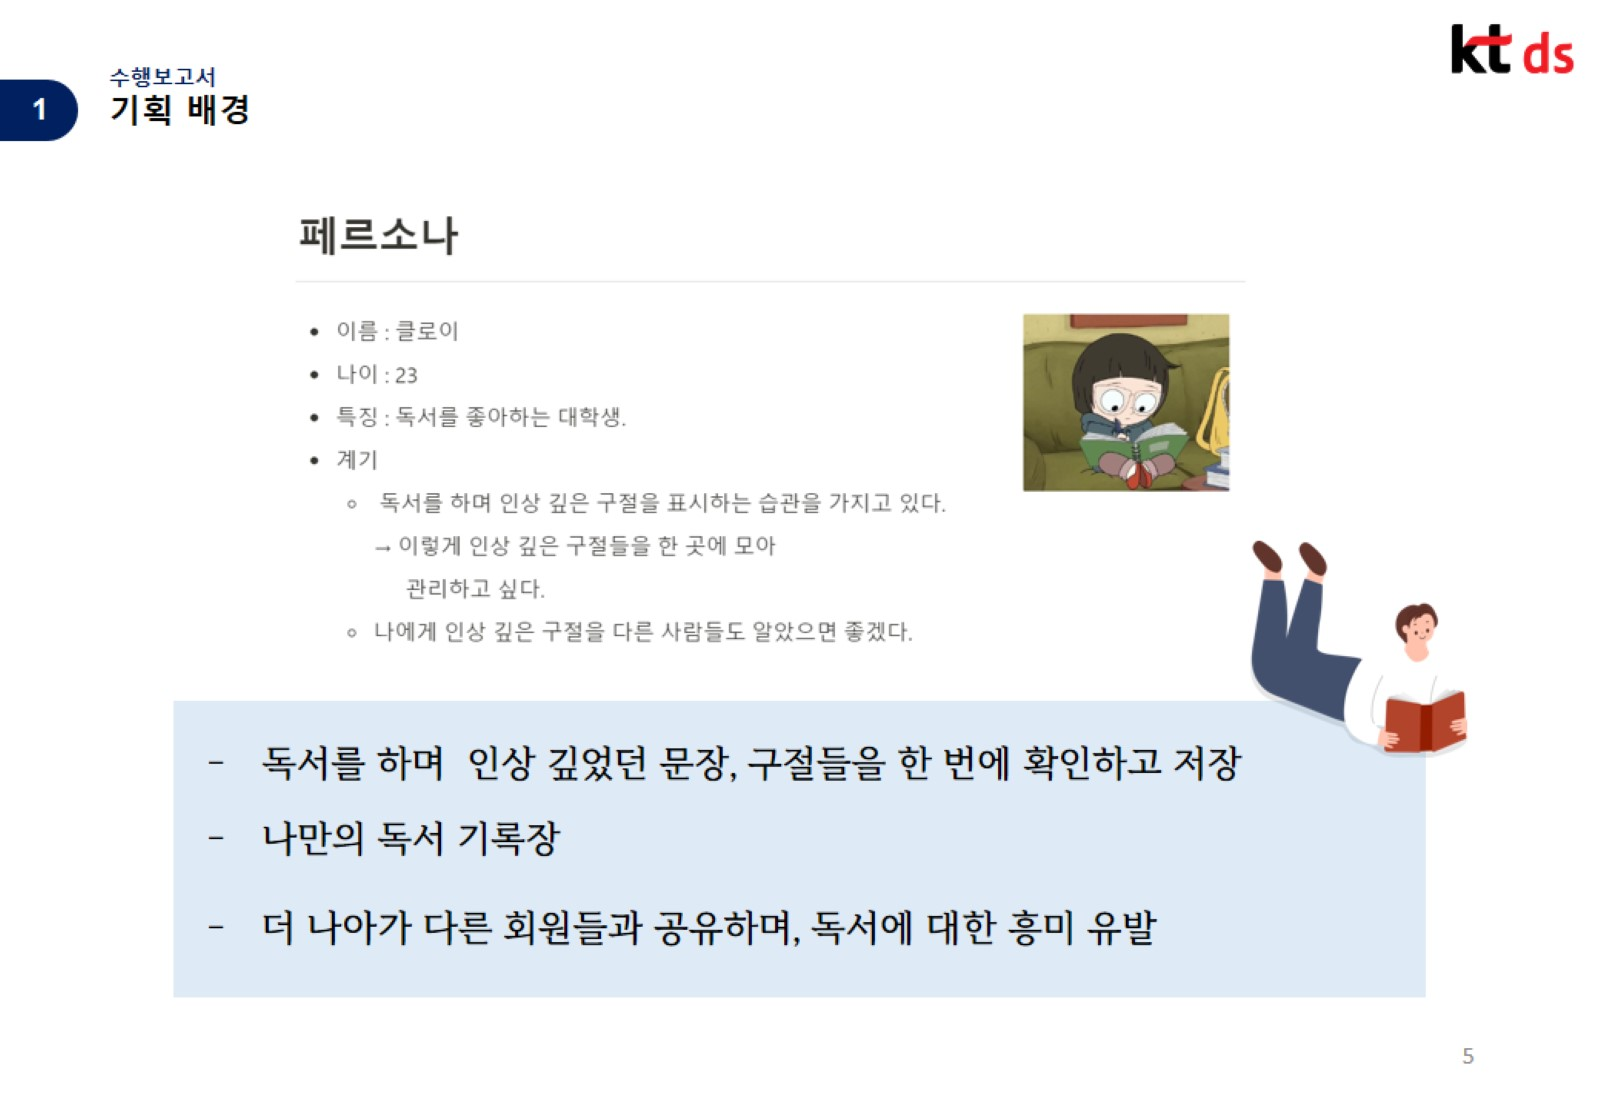 kt ds
수행보고서
1
기획 배경
페르소나
• 이름 : 클로이
• 나이 : 23
• 특징 : 독서를 좋아하는 대학생.
• 계기
◦ 독서를 하며 인상 깊은 구절을 표시하는 습관을 가지고 있다.
→ 이렇게 인상 깊은 구절들을 한 곳에 모아
관리하고 싶다.
◦ 나에게 인상 깊은 구절을 다른 사람들도 알았으면 좋겠다.
- 독서를 하며 인상 깊었던 문장, 구절들을 한 번에 확인하고 저장
- 나만의 독서 기록장
- 더 나아가 다른 회원들과 공유하며, 독서에 대한 흥미 유발
5